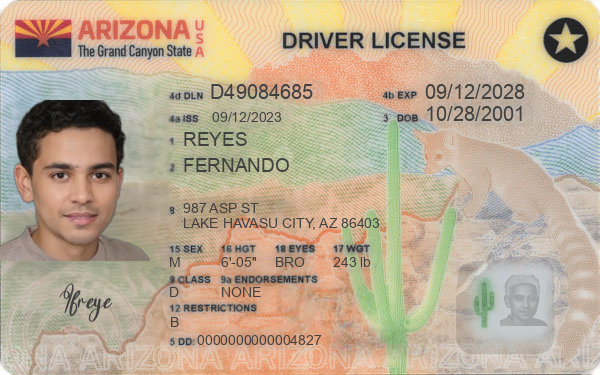 ARIZONA USA
The Grand Canyon State
DRIVER LICENSE
4d DLN D49084685
4b EXP 09/12/2028
4a ISS 09/12/2023
3 DOB 10/28/2001
1 REYES
2 FERNANDO
8 987 ASP ST
LAKE HAVASU CITY, AZ 86403
15 SEX 16 HGT 18 EYES 17 WGT
M 6'-05" BRO 243 lb
9 CLASS 9a ENDORSEMENTS
D NONE
12 RESTRICTIONS
B
5 DD: 0000000000004827
Ifreye
ONA ARIZONA ARIZONA ARIZONA ARIZONA